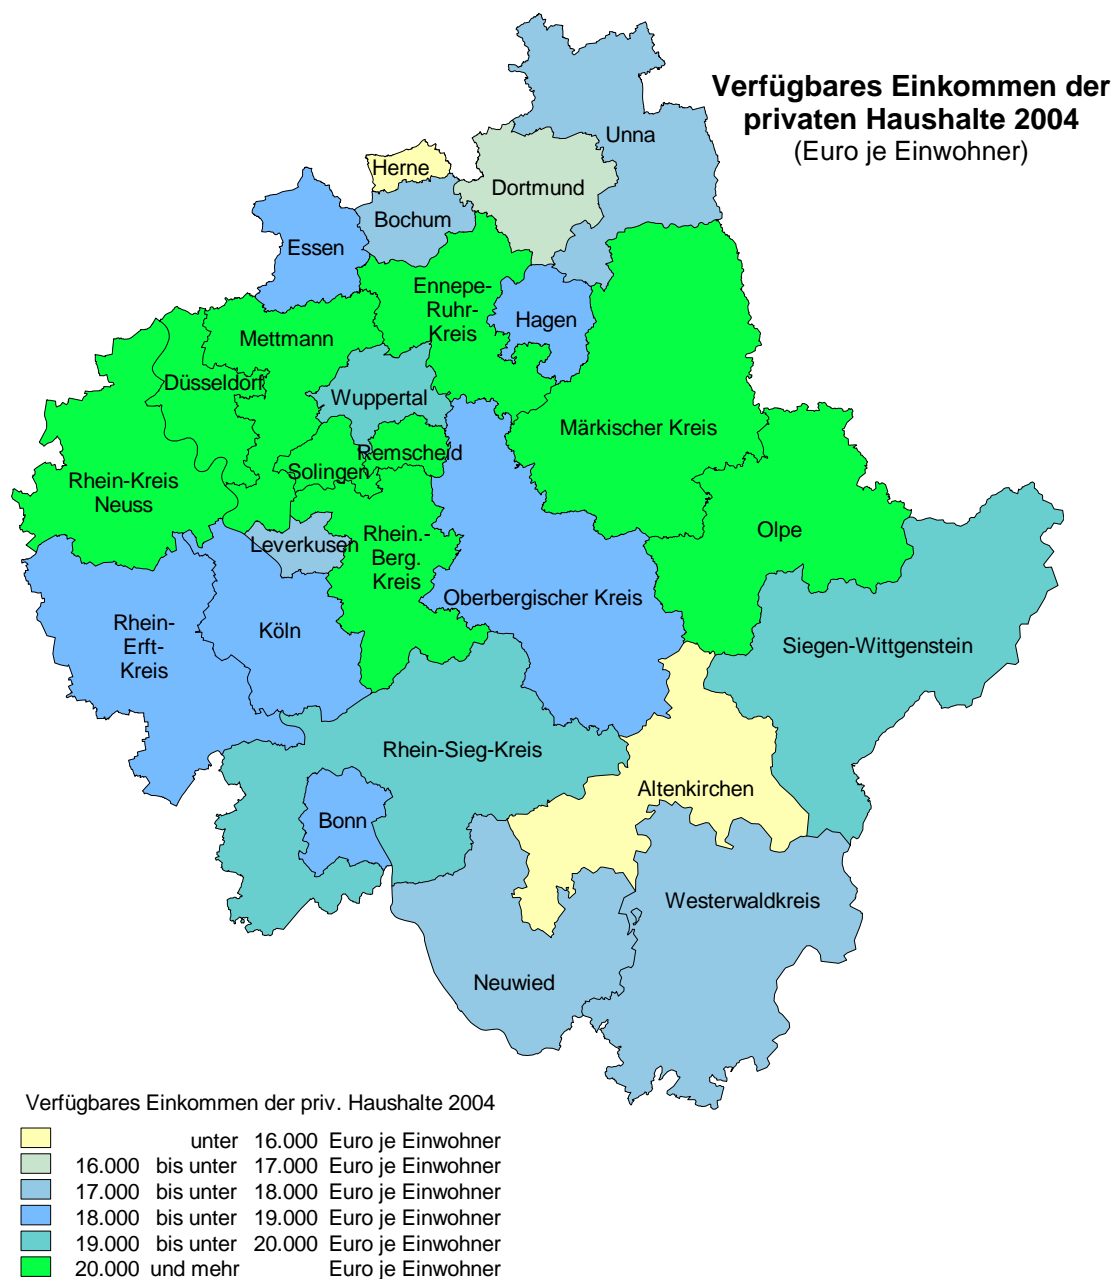 Verfügbares Einkommen der
privaten Haushalte 2004
(Euro je Einwohner)
Unna
Herne
Dortmund
Bochum
Essen
Ennepe-
Ruhr-
Kreis
Hagen
Mettmann
Düsseldorf
Wuppertal
Märkischer Kreis
Remscheid
Solingen
Rhein-Kreis
Neuss
Olpe
Leverkusen
Rhein.-
Berg.
Kreis
Oberbergischer Kreis
Rhein-
Erft-
Kreis
Köln
Siegen-Wittgenstein
Rhein-Sieg-Kreis
Altenkirchen
Bonn
Westerwaldkreis
Neuwied
Verfügbares Einkommen der priv. Haushalte 2004
unter 16.000 Euro je Einwohner
16.000 bis unter 17.000 Euro je Einwohner
17.000 bis unter 18.000 Euro je Einwohner
18.000 bis unter 19.000 Euro je Einwohner
19.000 bis unter 20.000 Euro je Einwohner
20.000 und mehr Euro je Einwohner